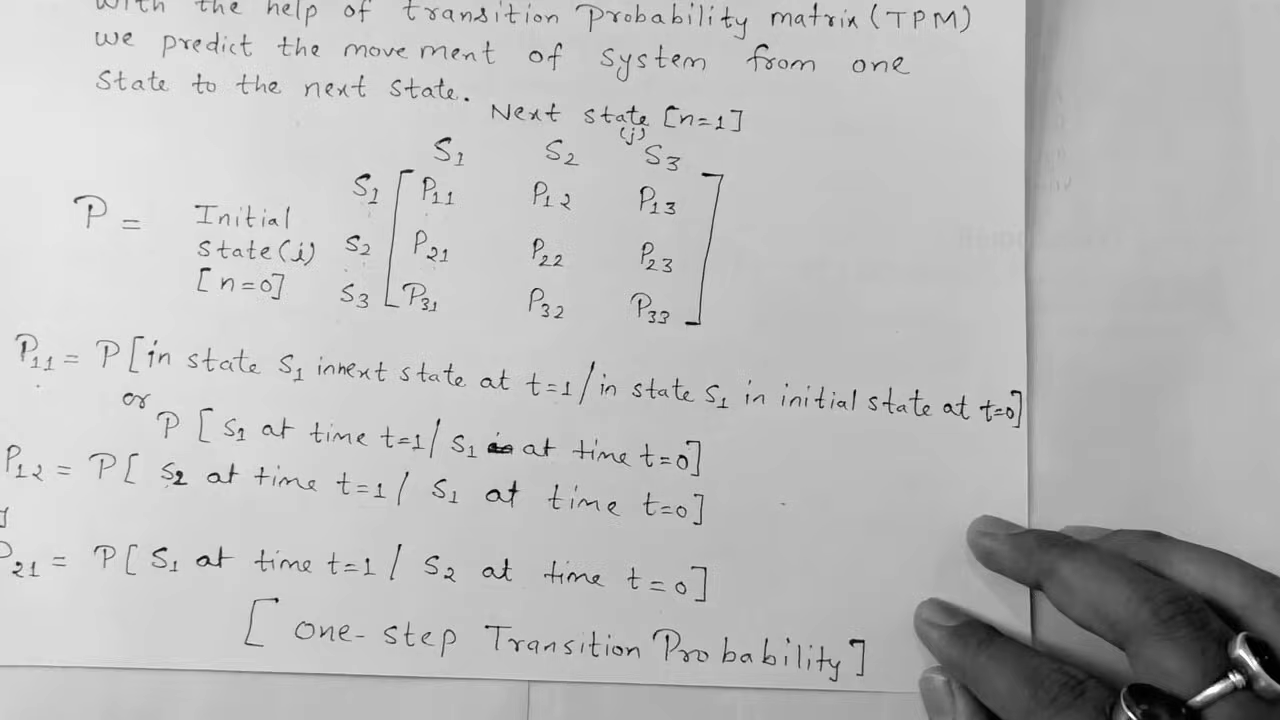 With the help of transition Probability matrix (TPM)
we predict the movement of system from one
State to the next state.
Next state [n=1]
(j)
S1 S2 S3
P = Initial State (i) [n=0]
S1 [ P11 P12 P13 ]
S2 [ P21 P22 P23 ]
S3 [ P31 P32 P33 ]
P11 = P[in state S1 in next state at t=1/in state S1 in initial state at t=0]
or
P [S1 at time t=1/ S1 at time t=0]
P12 = P[ S2 at time t=1/ S1 at time t=0]
P21 = P[ S1 at time t=1/ S2 at time t=0]
[ one-step Transition Probability]